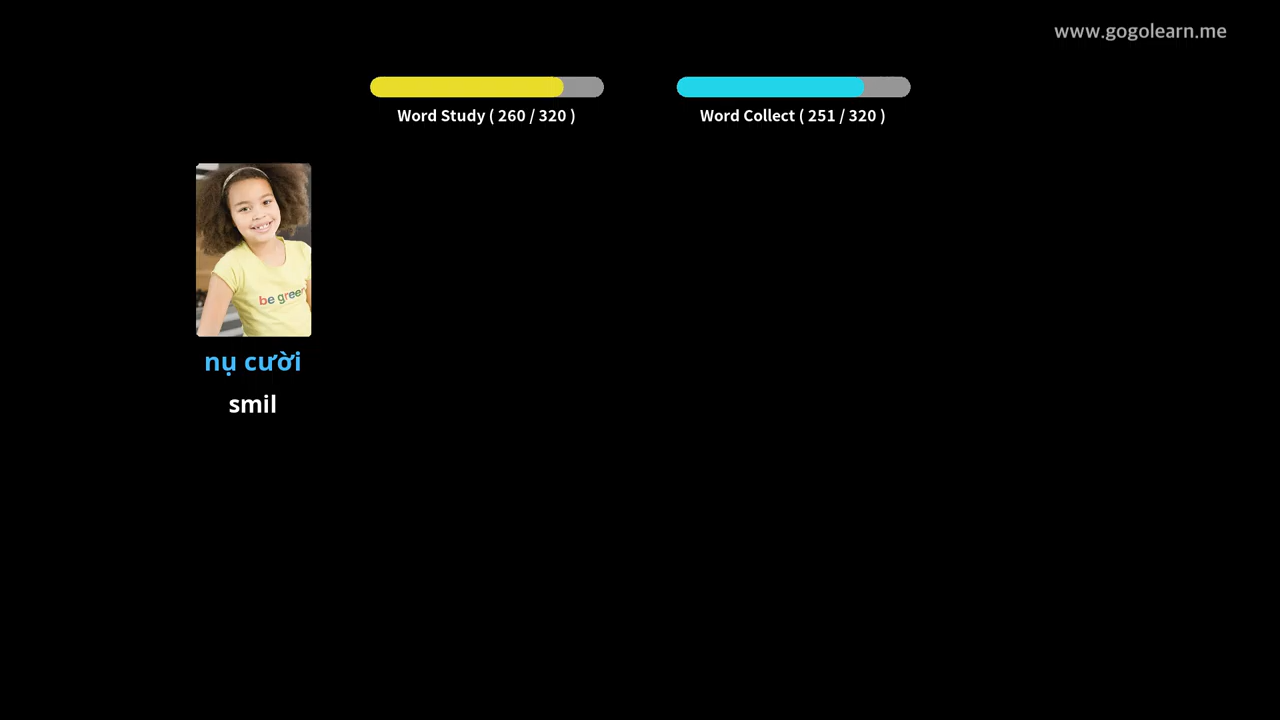 www.gogolearn.me
Word Study ( 260 / 320 )
Word Collect ( 251 / 320 )
be green
nụ cười
smil